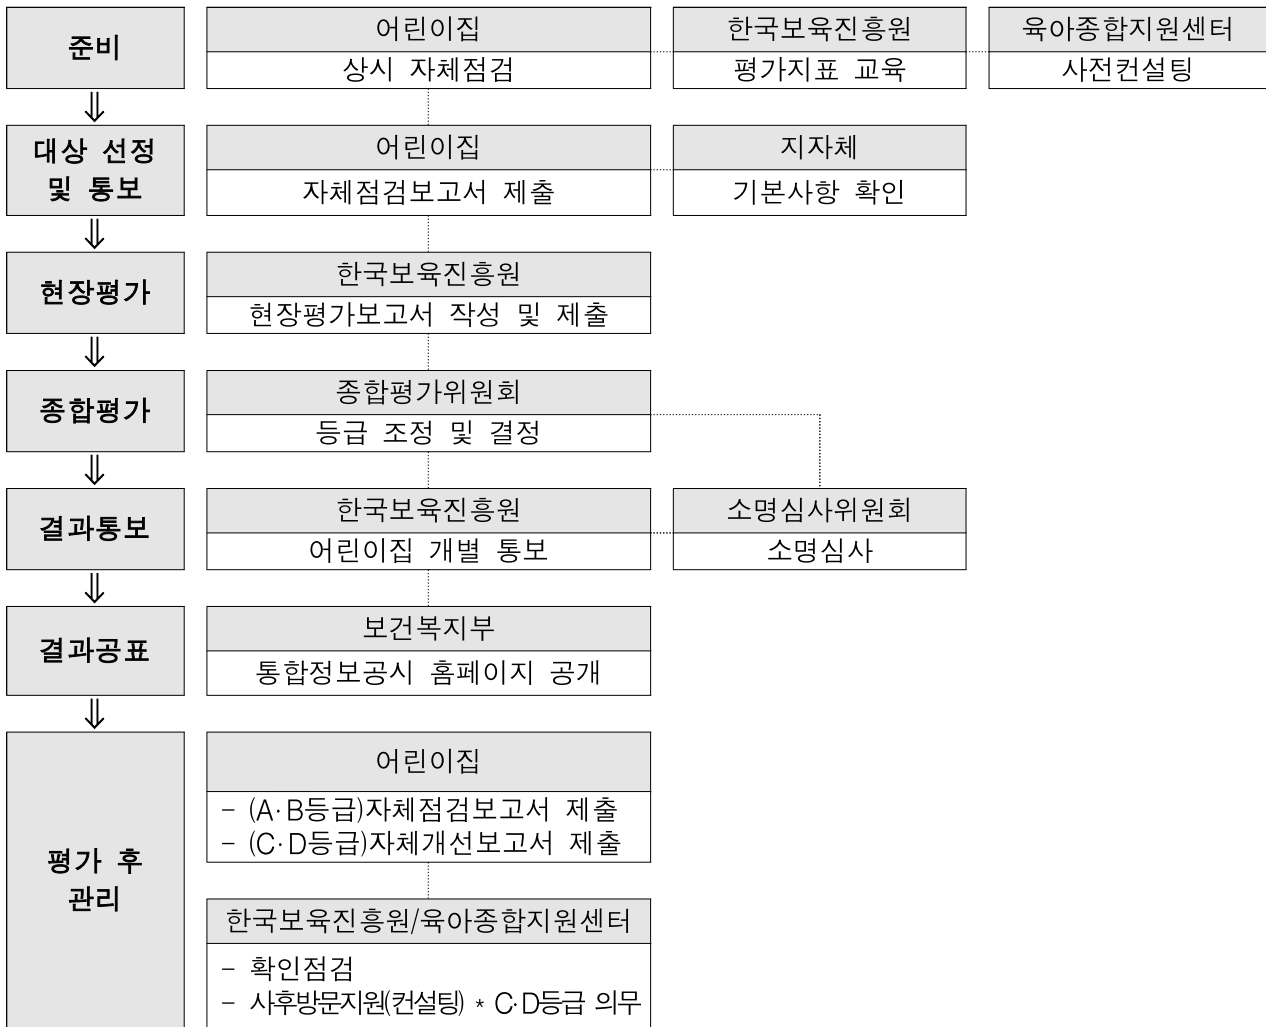 준비
어린이집
상시 자체점검
한국보육진흥원
평가지표 교육
육아종합지원센터
사전컨설팅
⇓
대상 선정
및 통보
어린이집
자체점검보고서 제출
지자체
기본사항 확인
⇓
현장평가
한국보육진흥원
현장평가보고서 작성 및 제출
⇓
종합평가
종합평가위원회
등급 조정 및 결정
⇓
결과통보
한국보육진흥원
어린이집 개별 통보
소명심사위원회
소명심사
⇓
결과공표
보건복지부
통합정보공시 홈페이지 공개
⇓
평가 후
관리
어린이집
- (A·B등급)자체점검보고서 제출
- (C·D등급)자체개선보고서 제출
한국보육진흥원/육아종합지원센터
- 확인점검
- 사후방문지원(컨설팅) * C·D등급 의무